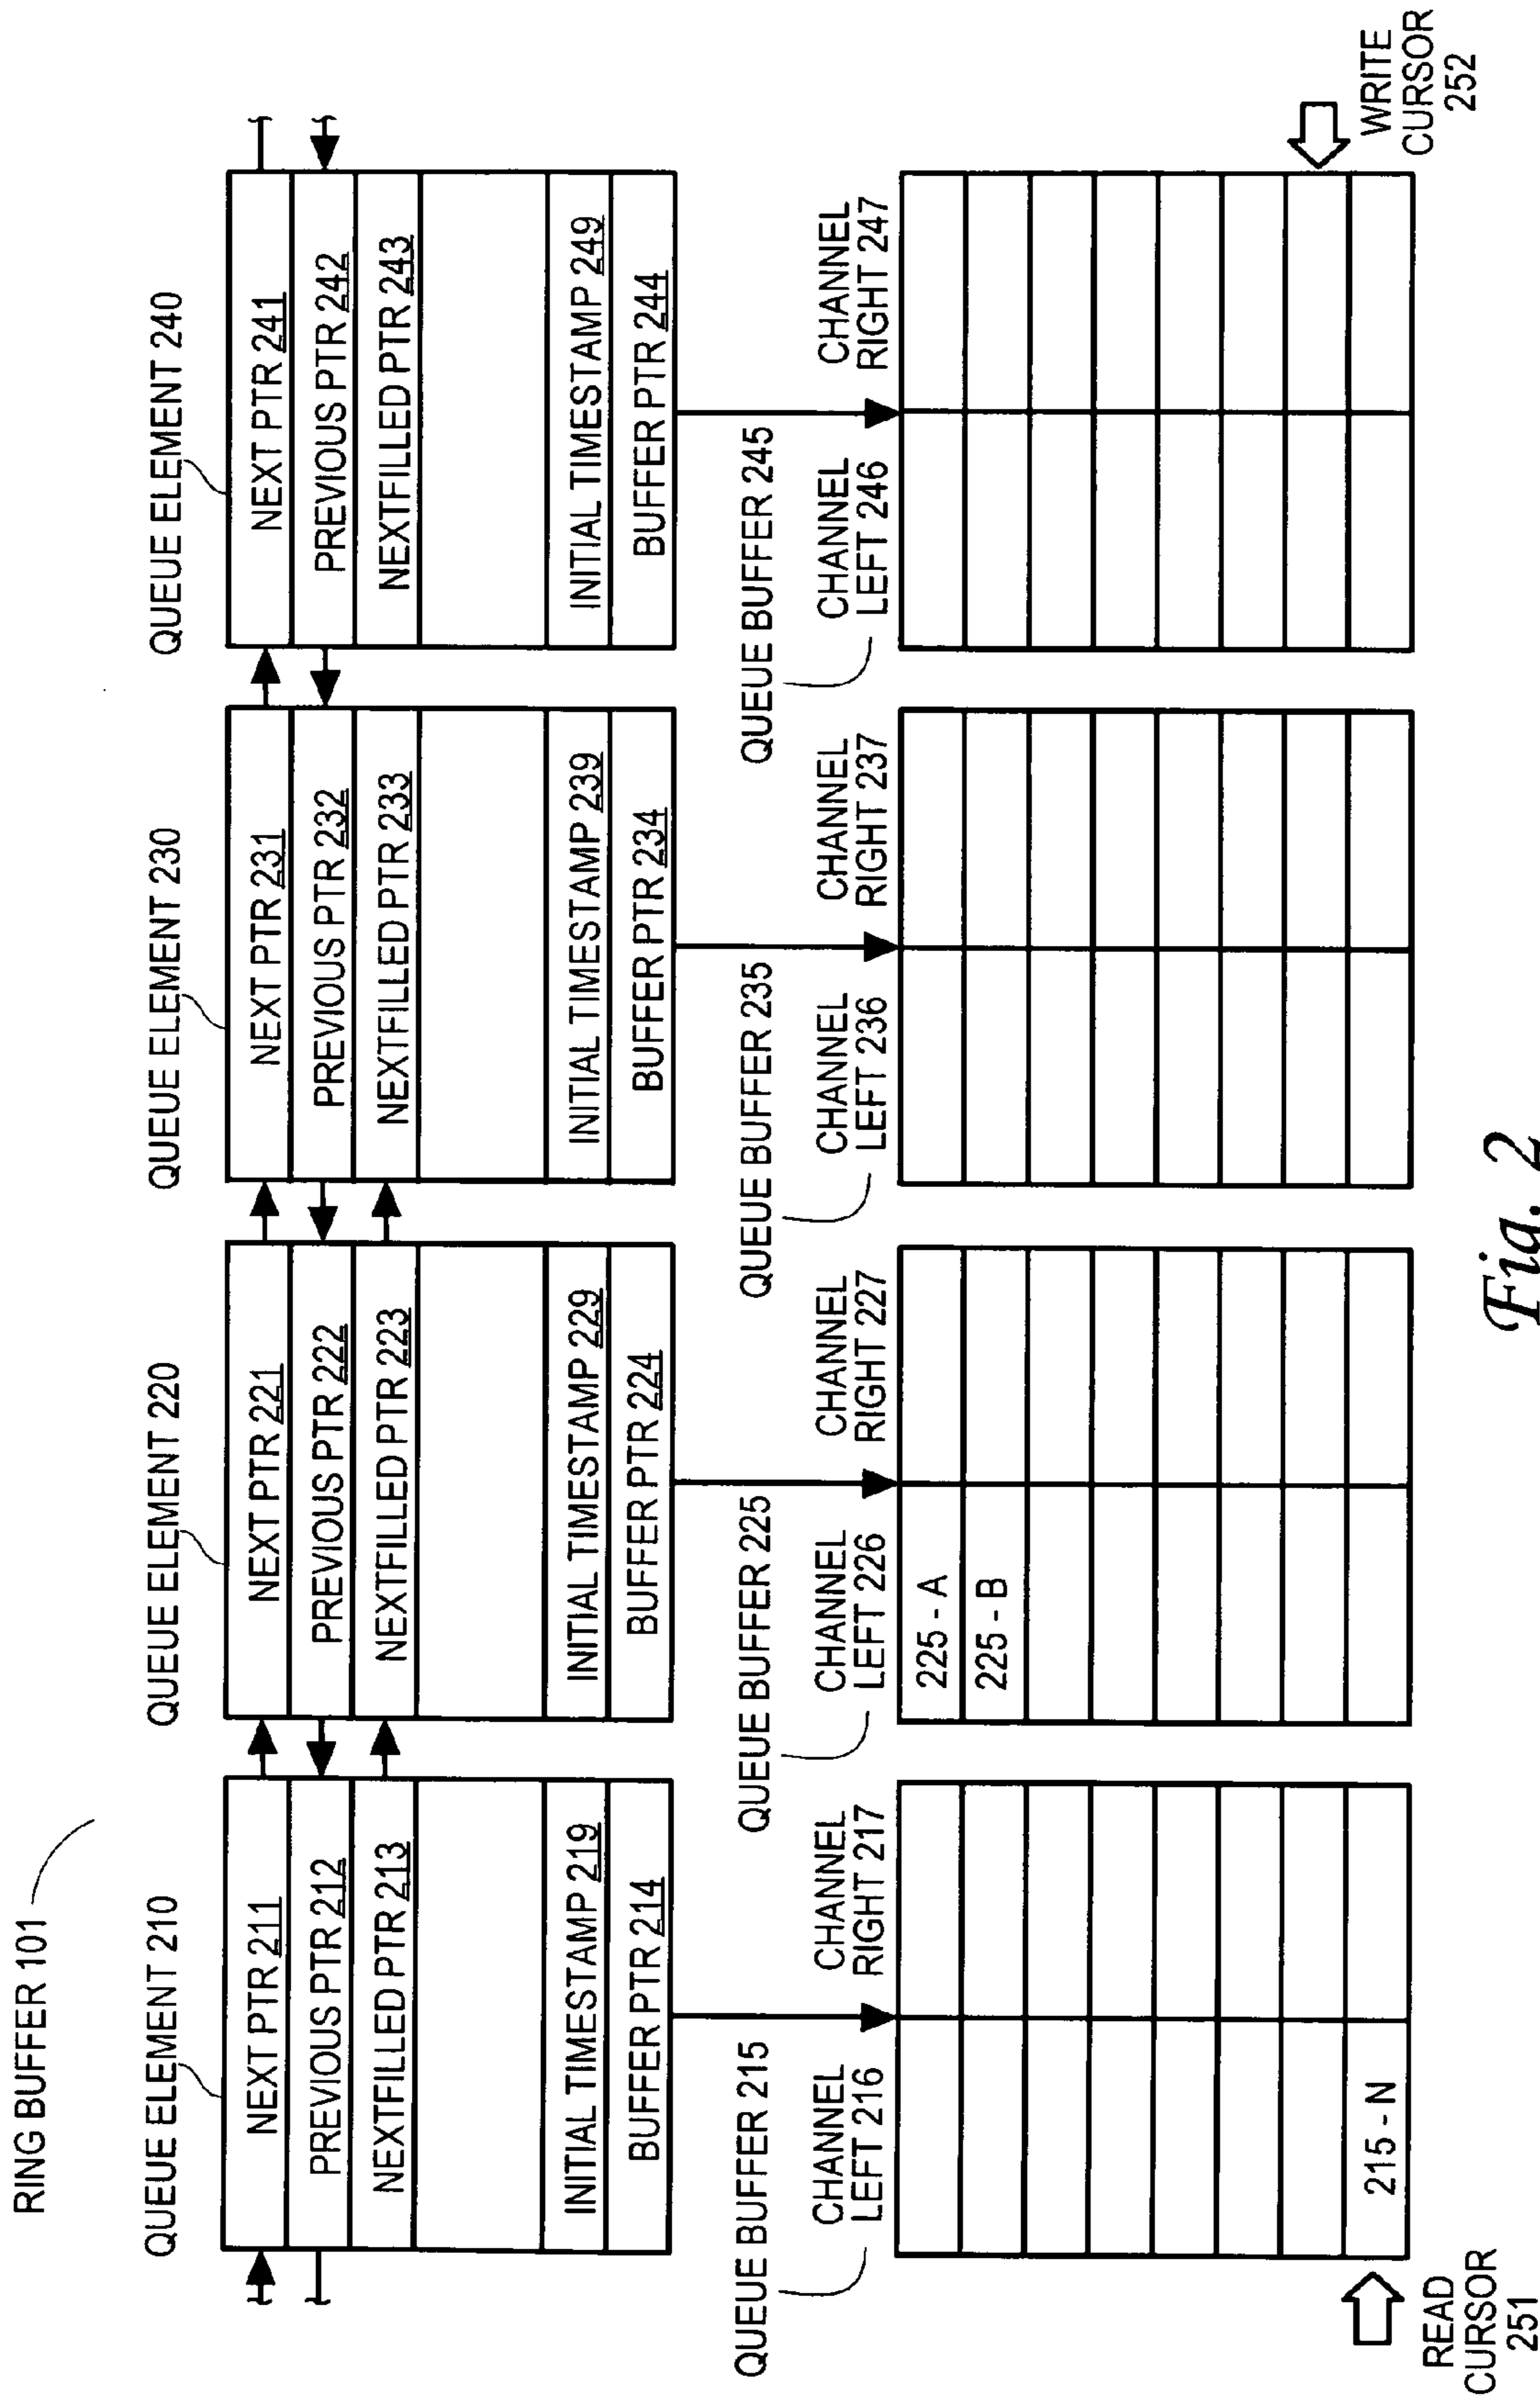 RING BUFFER 101
QUEUE ELEMENT 210
NEXT PTR 211
PREVIOUS PTR 212
NEXTFILLED PTR 213
INITIAL TIMESTAMP 219
BUFFER PTR 214
QUEUE ELEMENT 220
NEXT PTR 221
PREVIOUS PTR 222
NEXTFILLED PTR 223
INITIAL TIMESTAMP 229
BUFFER PTR 224
QUEUE ELEMENT 230
NEXT PTR 231
PREVIOUS PTR 232
NEXTFILLED PTR 233
INITIAL TIMESTAMP 239
BUFFER PTR 234
QUEUE ELEMENT 240
NEXT PTR 241
PREVIOUS PTR 242
NEXTFILLED PTR 243
INITIAL TIMESTAMP 249
BUFFER PTR 244
QUEUE BUFFER 215
CHANNEL
LEFT 216
CHANNEL
RIGHT 217
215 - N
QUEUE BUFFER 225
CHANNEL
LEFT 226
CHANNEL
RIGHT 227
225 - A
225 - B
QUEUE BUFFER 235
CHANNEL
LEFT 236
CHANNEL
RIGHT 237
QUEUE BUFFER 245
CHANNEL
LEFT 246
CHANNEL
RIGHT 247
READ
CURSOR
251
WRITE
CURSOR
252
Fig. 2